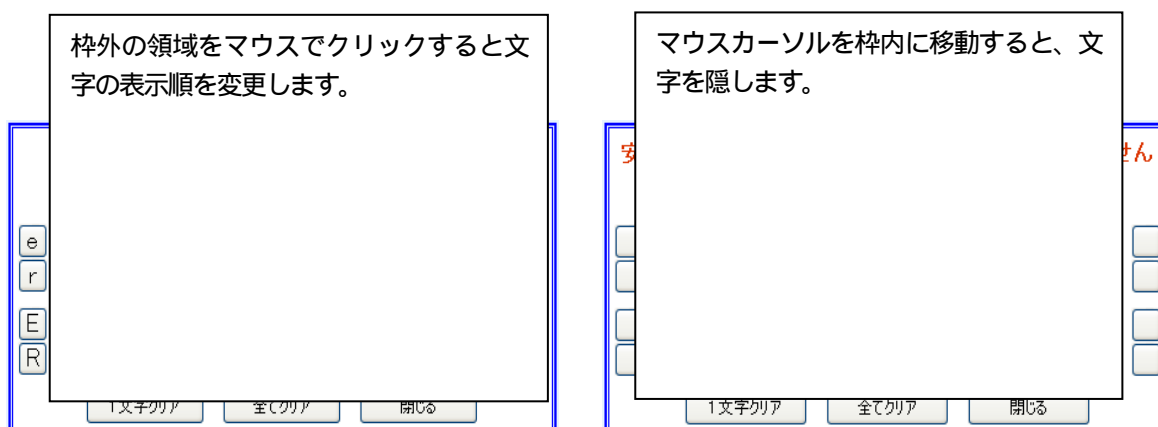 枠外の領域をマウスでクリックすると文
字の表示順を変更します。
e
r
E
R
1文字クリア 全てクリア 閉じる
マウスカーソルを枠内に移動すると、文
字を隠します。
せん
1文字クリア 全てクリア 閉じる